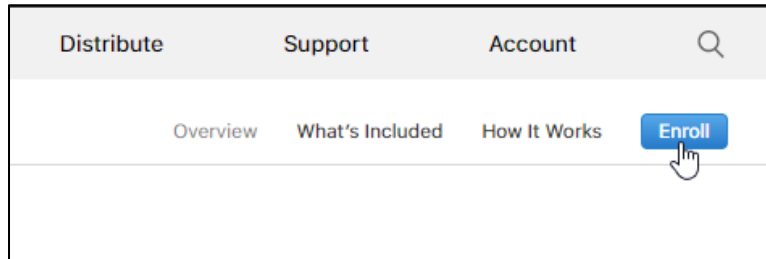 Distribute Support Account
Overview What's Included How It Works Enroll